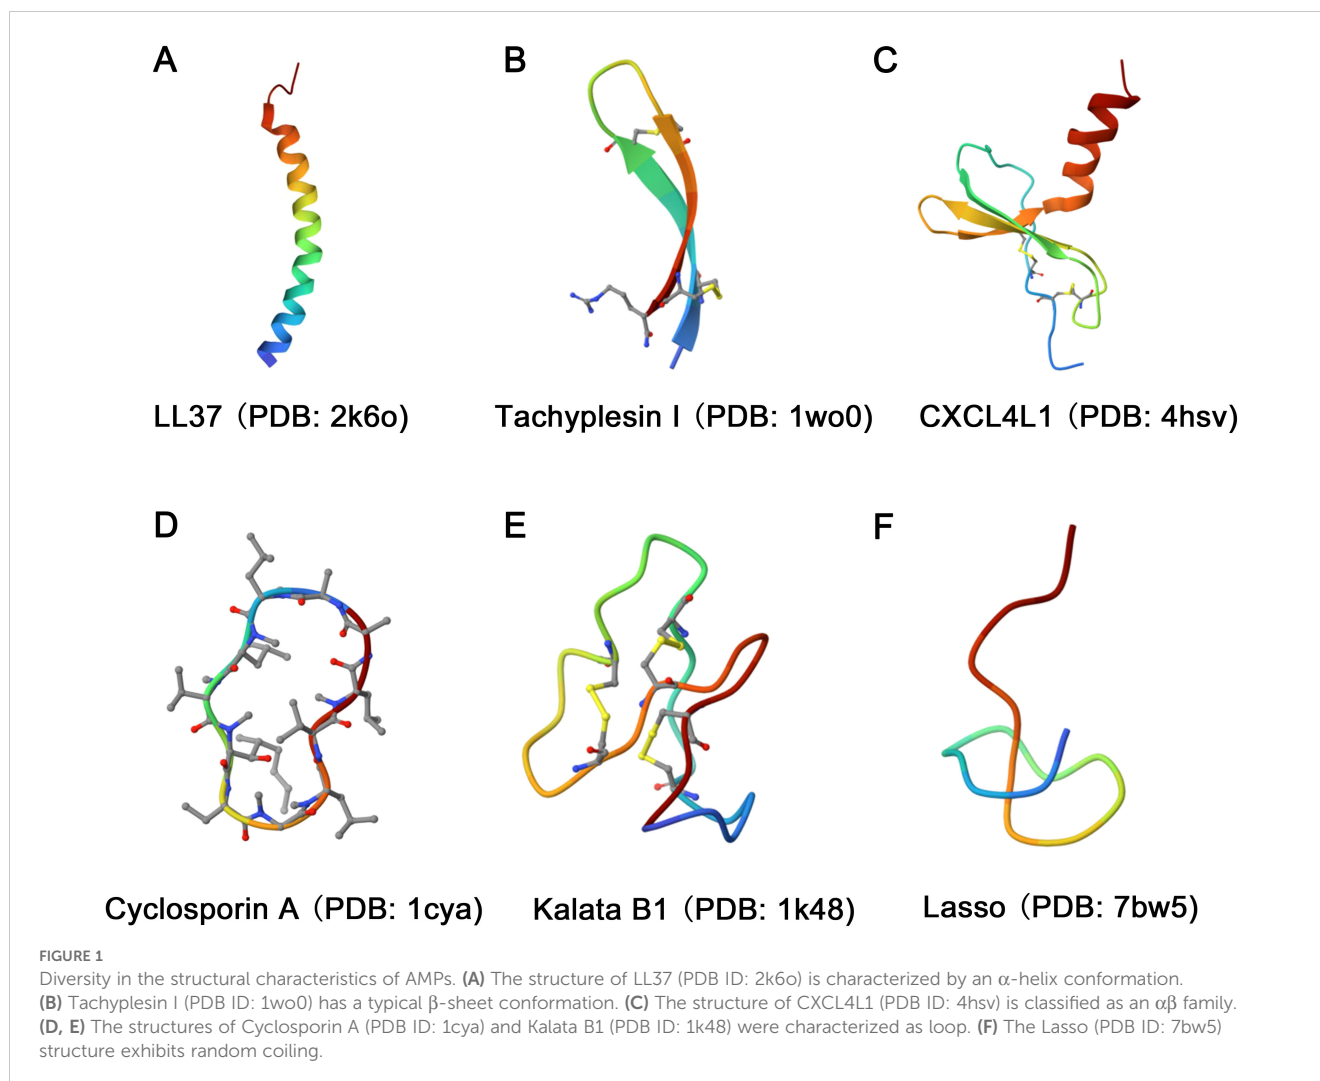 A
B
C
LL37 (PDB: 2k6o)
Tachyplesin I (PDB: 1wo0)
CXCL4L1 (PDB: 4hsv)
D
E
F
Cyclosporin A (PDB: 1cya)
Kalata B1 (PDB: 1k48)
Lasso (PDB: 7bw5)
FIGURE 1
Diversity in the structural characteristics of AMPs. (A) The structure of LL37 (PDB ID: 2k6o) is characterized by an α-helix conformation.
(B) Tachyplesin I (PDB ID: 1wo0) has a typical β-sheet conformation. (C) The structure of CXCL4L1 (PDB ID: 4hsv) is classified as an αβ family.
(D, E) The structures of Cyclosporin A (PDB ID: 1cya) and Kalata B1 (PDB ID: 1k48) were characterized as loop. (F) The Lasso (PDB ID: 7bw5)
structure exhibits random coiling.